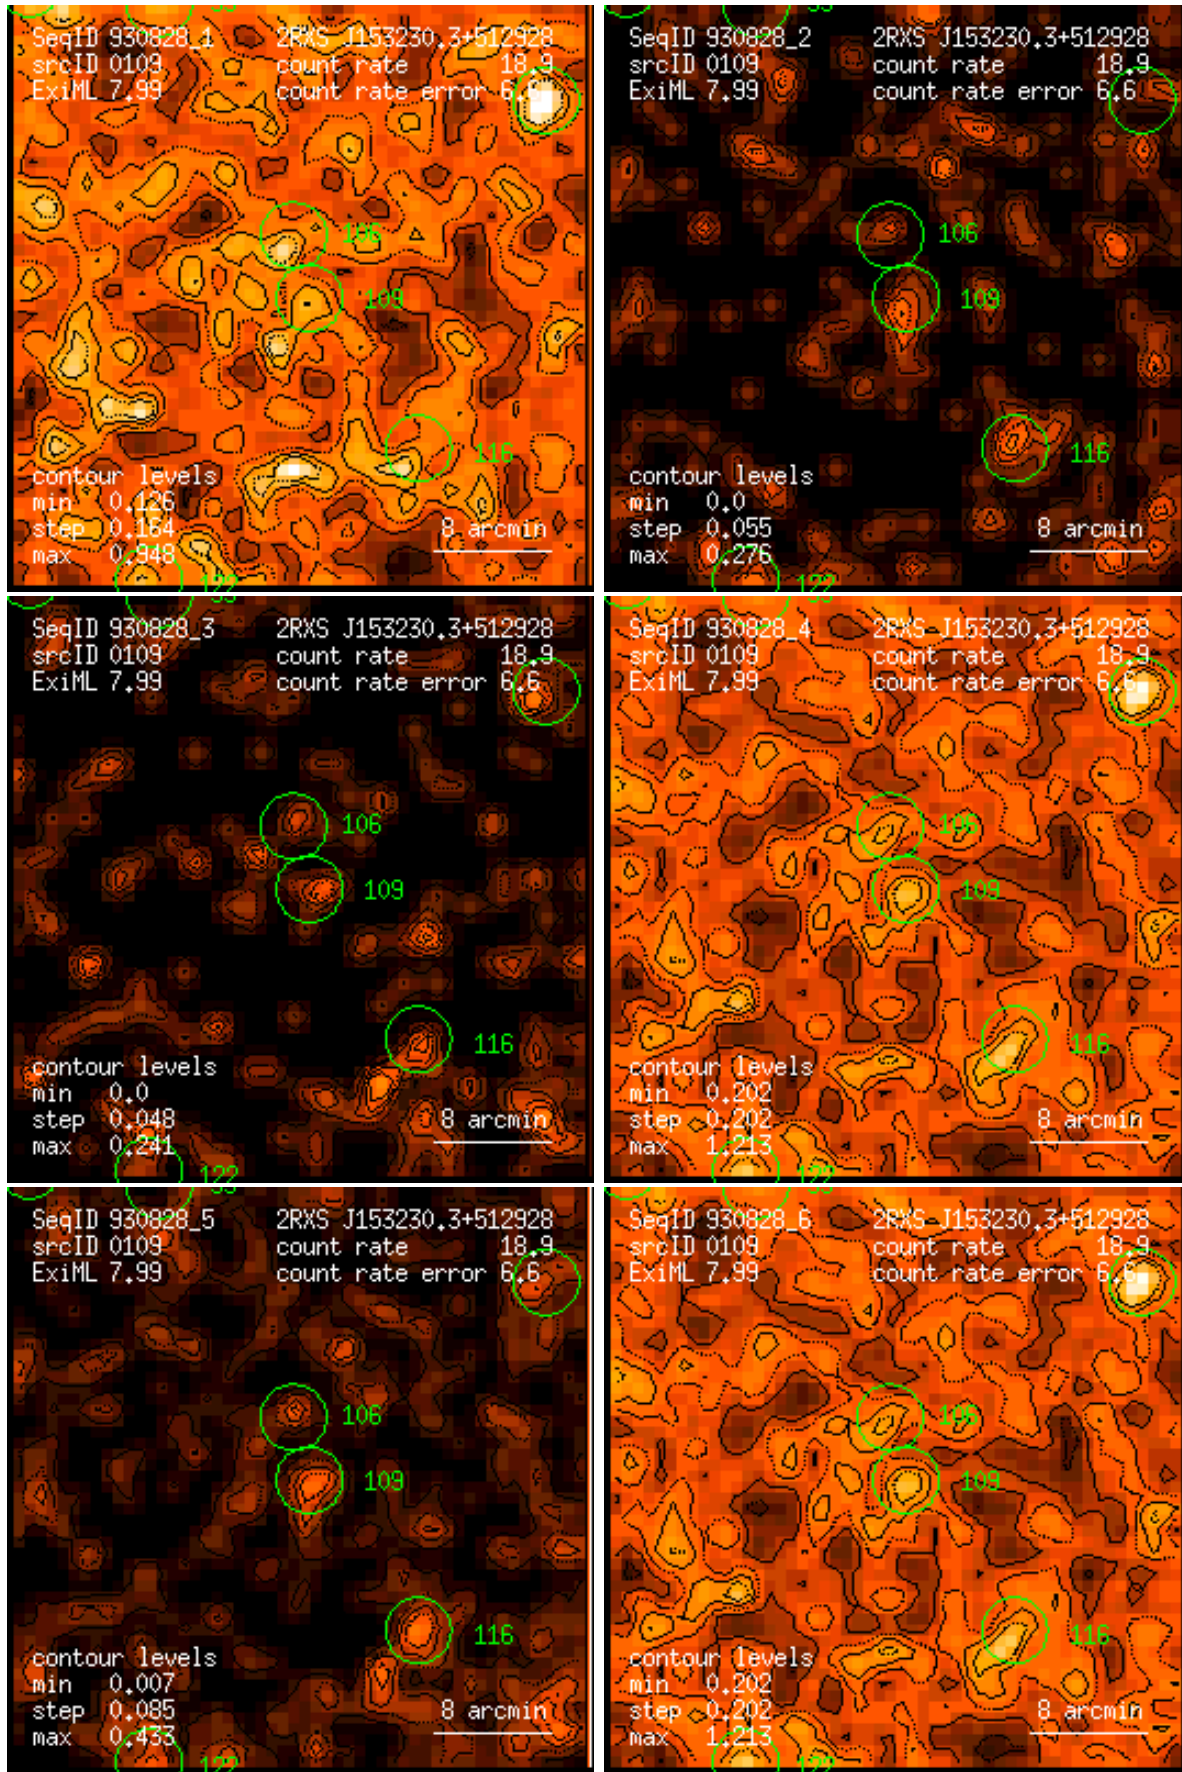 SeqID 930828_1 2RXS J153230.3+512928
srcID 0109 count rate 18.9
ExiML 7.99 count rate error 6.6
106
109
116
contour levels
min 0.126
step 0.164 8 arcmin
max 0.948
122
SeqID 930828_2 2RXS J153230.3+512928
srcID 0109 count rate 18.9
ExiML 7.99 count rate error 6.6
106
109
116
contour levels
min 0.0
step 0.055 8 arcmin
max 0.276
122
SeqID 930828_3 2RXS J153230.3+512928
srcID 0109 count rate 18.9
ExiML 7.99 count rate error 6.6
106
109
116
contour levels
min 0.0
step 0.048 8 arcmin
max 0.241
122
SeqID 930828_4 2RXS J153230.3+512928
srcID 0109 count rate 18.9
ExiML 7.99 count rate error 6.6
106
109
116
contour levels
min 0.202
step 0.202 8 arcmin
max 1.213
122
SeqID 930828_5 2RXS J153230.3+512928
srcID 0109 count rate 18.9
ExiML 7.99 count rate error 6.6
106
109
116
contour levels
min 0.007
step 0.085 8 arcmin
max 0.433
122
SeqID 930828_6 2RXS J153230.3+512928
srcID 0109 count rate 18.9
ExiML 7.99 count rate error 6.6
106
109
116
contour levels
min 0.202
step 0.202 8 arcmin
max 1.213
122